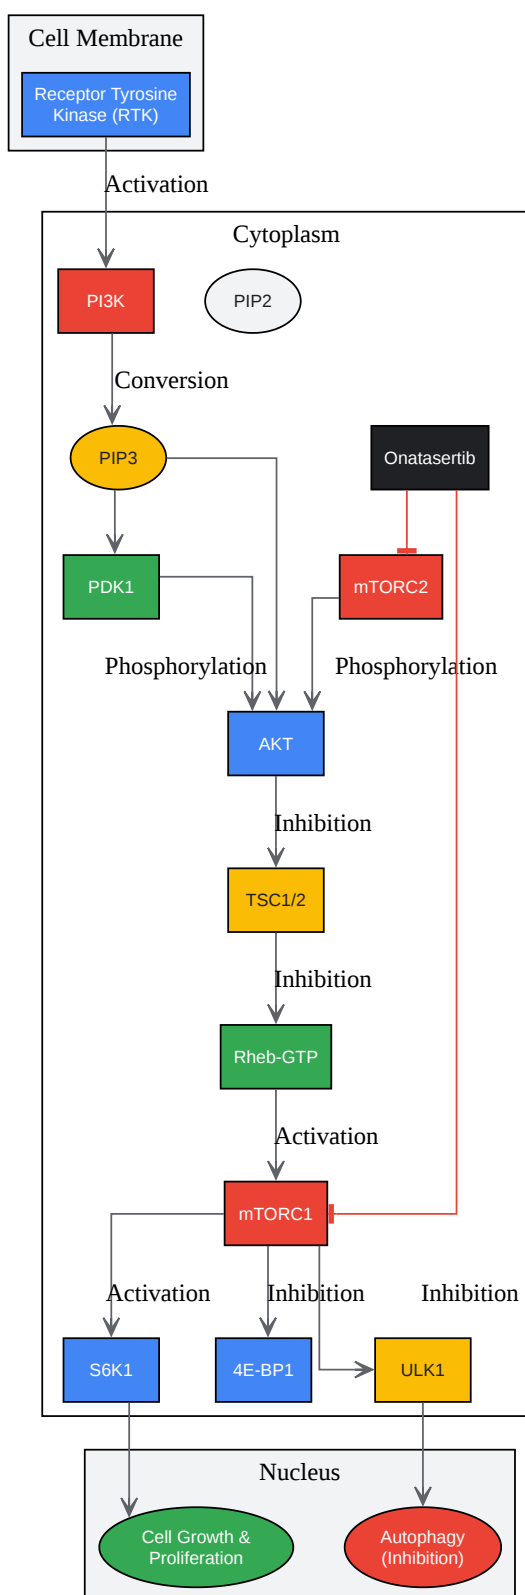 Cell Membrane
Receptor Tyrosine
Kinase (RTK)
Activation
Cytoplasm
PI3K
PIP2
Conversion
PIP3
Onatasertib
PDK1
mTORC2
Phosphorylation
Phosphorylation
AKT
Inhibition
TSC1/2
Inhibition
Rheb-GTP
Activation
mTORC1
Activation
Inhibition
Inhibition
S6K1
4E-BP1
ULK1
Nucleus
Cell Growth &
Proliferation
Autophagy
(Inhibition)